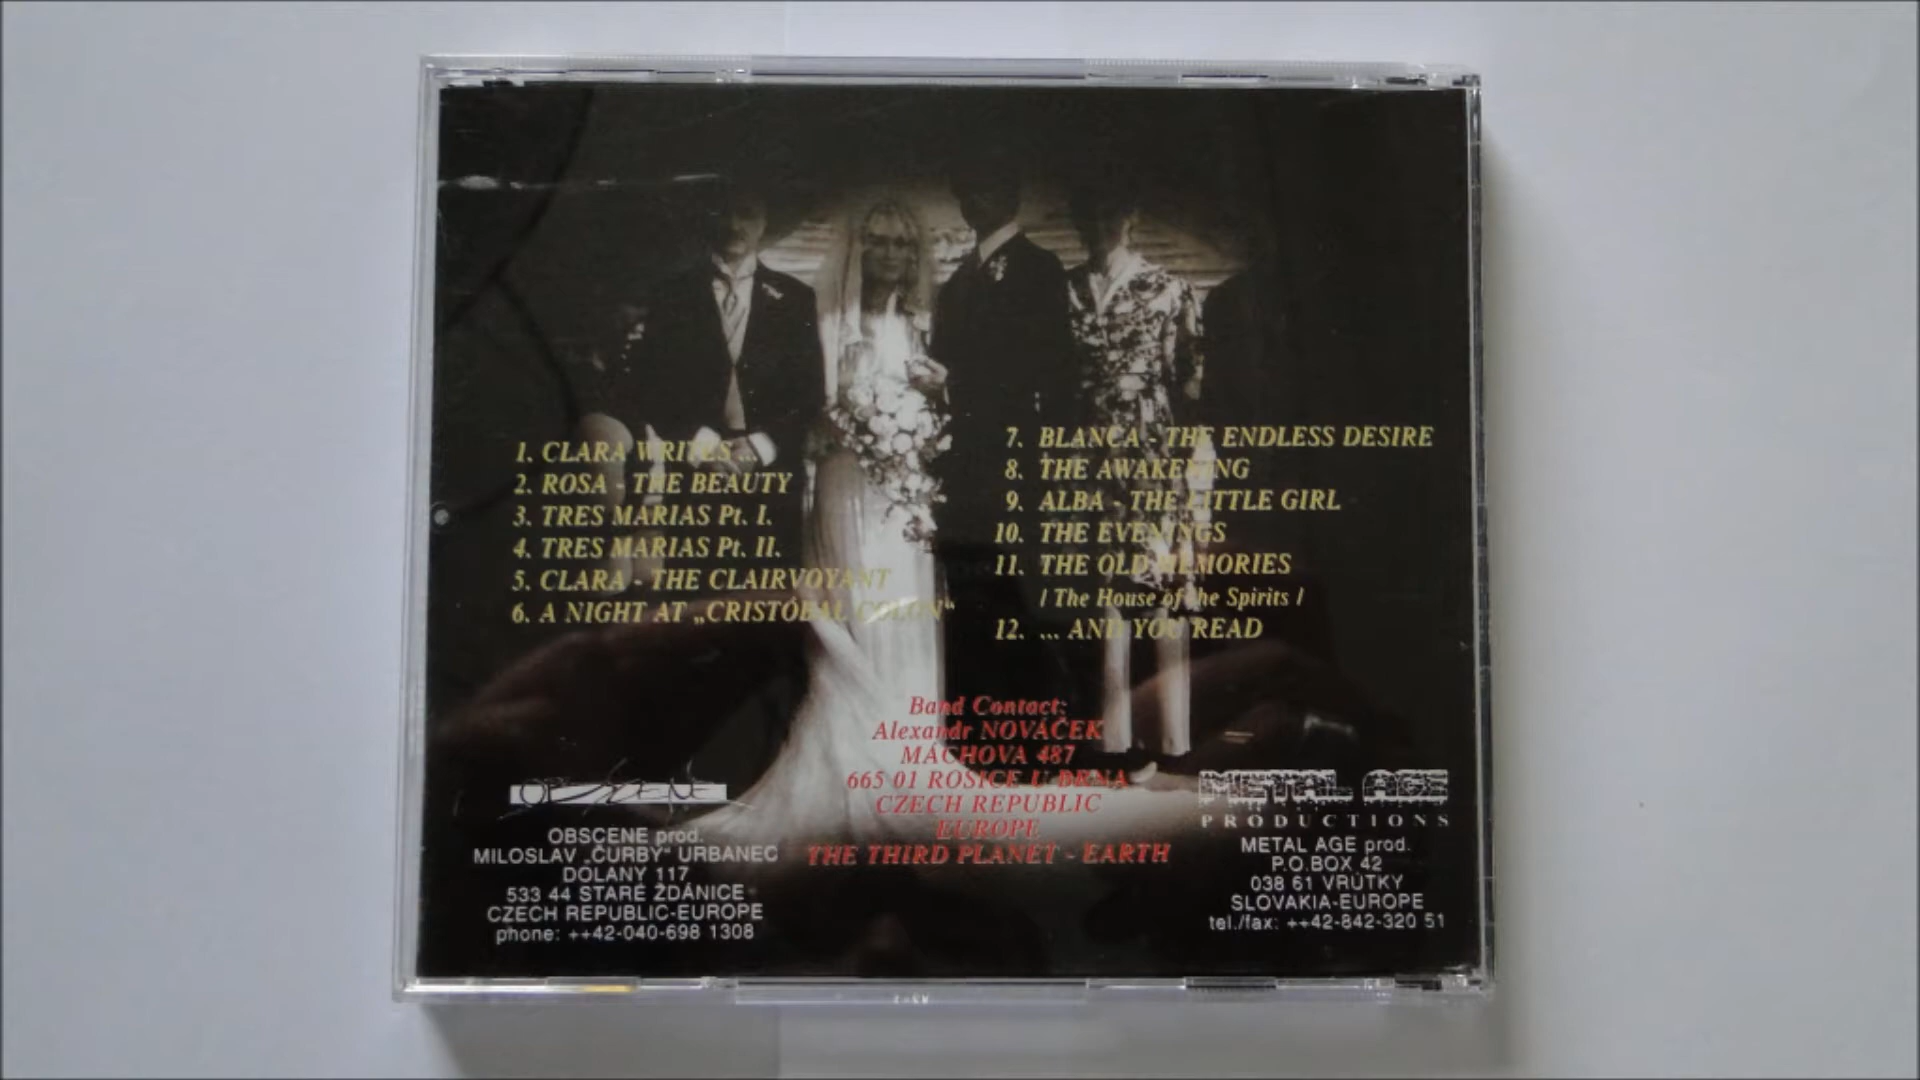 1. CLARA WRITES ...
2. ROSA - THE BEAUTY
3. TRES MARIAS Pt. I.
4. TRES MARIAS Pt. II.
5. CLARA - THE CLAIRVOYANT
6. A NIGHT AT „CRISTÓBAL COLÓN“
7. BLANCA - THE ENDLESS DESIRE
8. THE AWAKENING
9. ALBA - THE LITTLE GIRL
10. THE EVENINGS
11. THE OLD MEMORIES
/ The House of the Spirits /
12. ... AND YOU READ
Band Contact:
Alexandr NOVÁČEK
MÁCHOVA 487
665 01 ROSICE U BRNA
CZECH REPUBLIC
EUROPE
THE THIRD PLANET - EARTH
OBSCENE
OBSCENE prod.
MILOSLAV „ČURBY“ URBANEC
DOLANY 117
533 44 STARÉ ŽDÁNICE
CZECH REPUBLIC-EUROPE
phone: ++42-040-698 1308
METAL AGE
PRODUCTIONS
METAL AGE prod.
P.O.BOX 42
038 61 VRÚTKY
SLOVAKIA-EUROPE
tel./fax: ++42-842-320 51